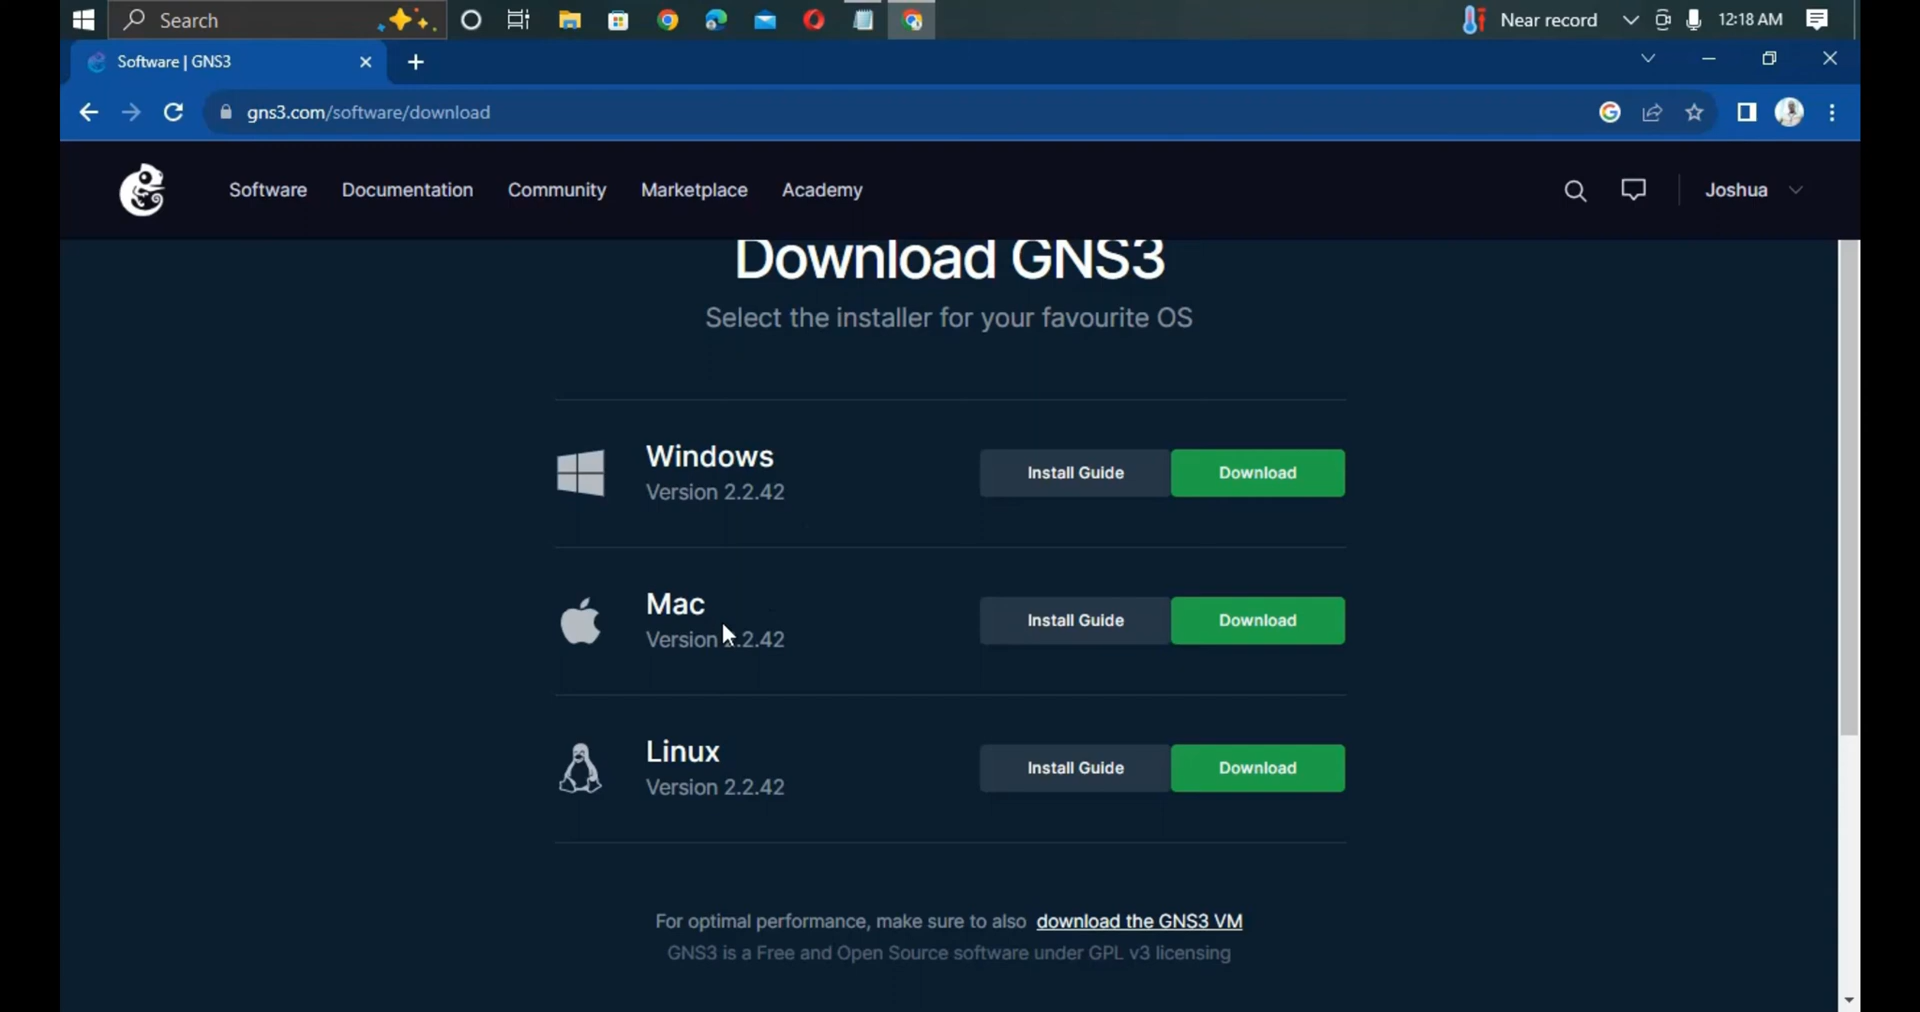 Search
Near record
12:18 AM
Software | GNS3
gns3.com/software/download
Software
Documentation
Community
Marketplace
Academy
Joshua
Download GNS3
Select the installer for your favourite OS
Windows
Version 2.2.42
Install Guide
Download
Mac
Version 2.2.42
Install Guide
Download
Linux
Version 2.2.42
Install Guide
Download
For optimal performance, make sure to also download the GNS3 VM
GNS3 is a Free and Open Source software under GPL v3 licensing